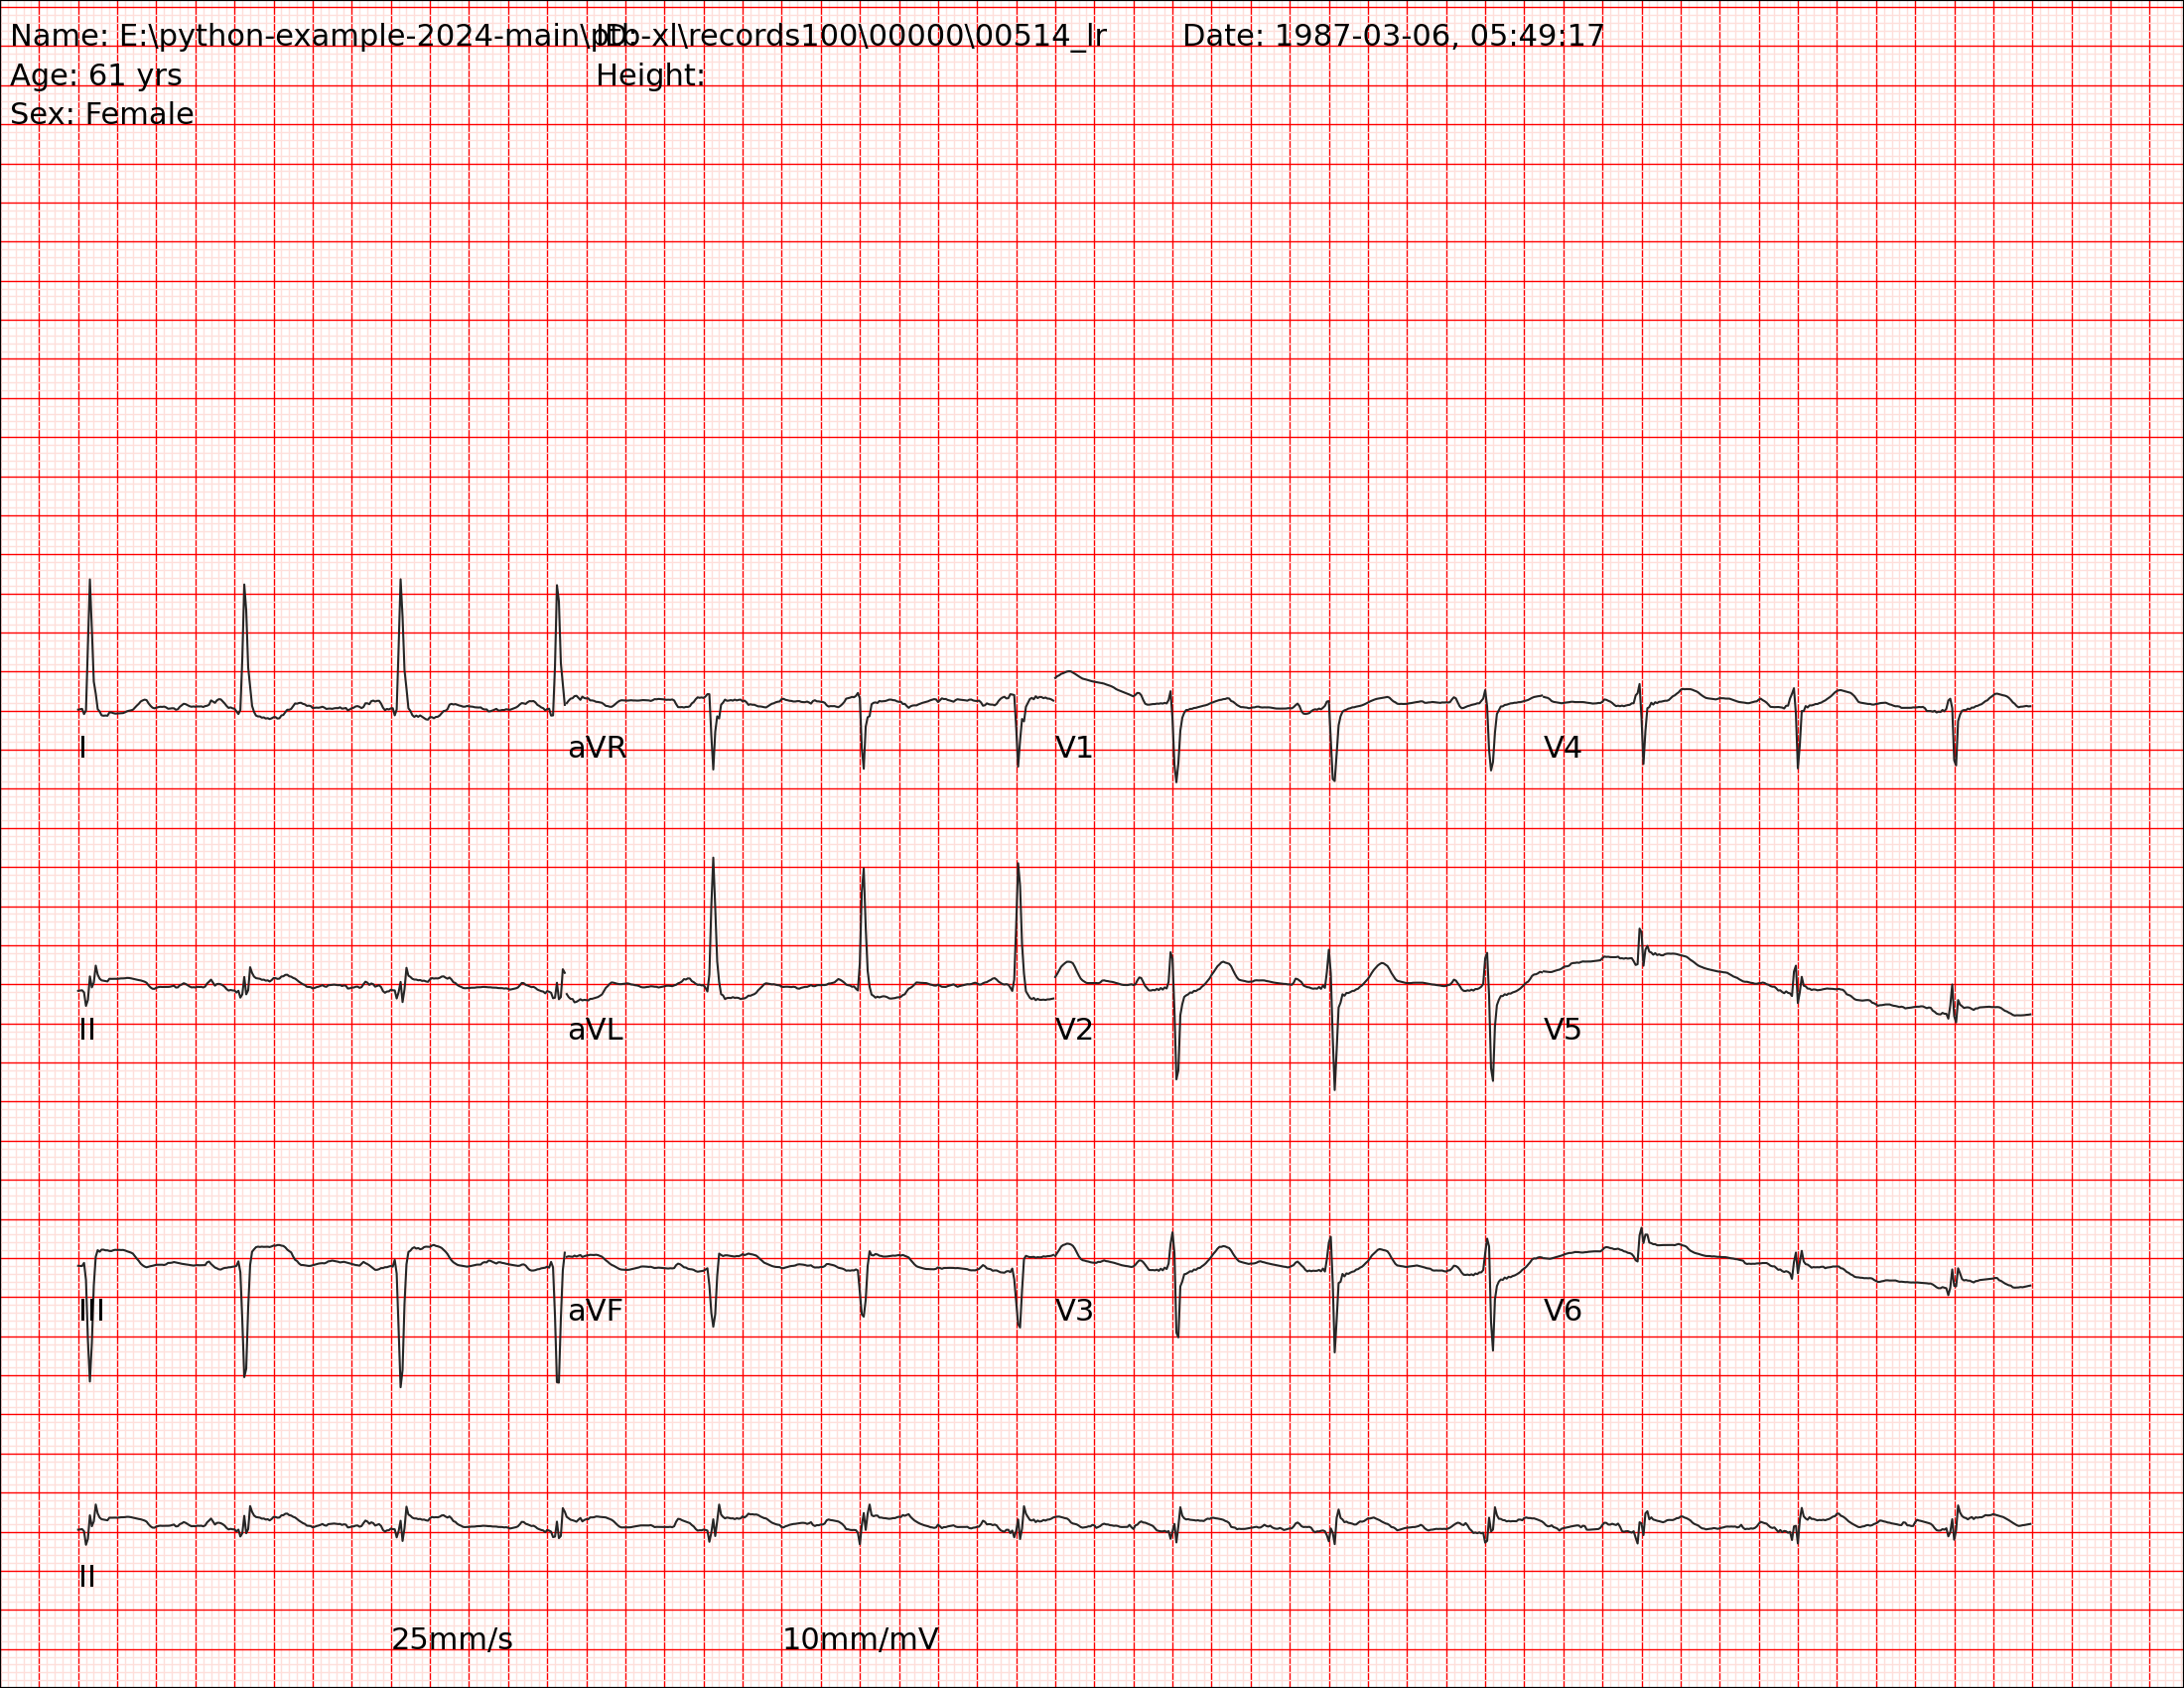 Name: E:\python-example-2024-main\ptb-xl\records100\00000\00514_lr ID: Date: 1987-03-06, 05:49:17
Age: 61 yrs Height:
Sex: Female
I aVR V1 V4
II aVL V2 V5
III aVF V3 V6
II
25mm/s 10mm/mV